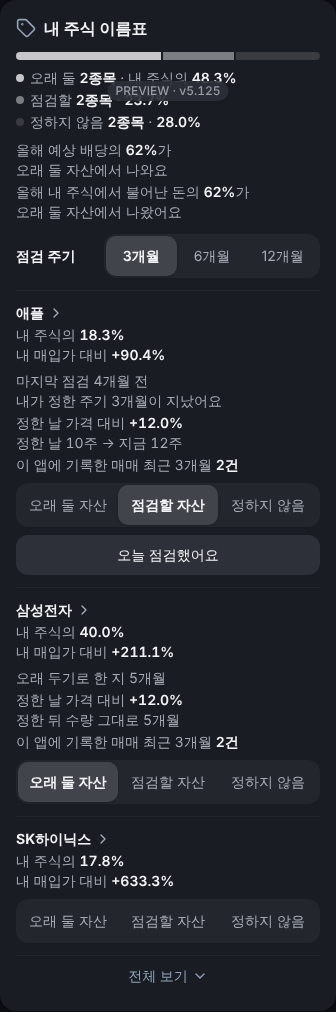 내 주식 이름표
오래 둘 2종목 · 내 주식의 48.3%
PREVIEW · v5.125
점검할 2종목 · 23.7%
정하지 않음 2종목 · 28.0%
올해 예상 배당의 62%가
오래 둘 자산에서 나와요
올해 내 주식에서 불어난 돈의 62%가
오래 둘 자산에서 나왔어요
점검 주기 3개월 6개월 12개월
애플
내 주식의 18.3%
내 매입가 대비 +90.4%
마지막 점검 4개월 전
내가 정한 주기 3개월이 지났어요
정한 날 가격 대비 +12.0%
정한 날 10주 → 지금 12주
이 앱에 기록한 매매 최근 3개월 2건
오래 둘 자산 점검할 자산 정하지 않음
오늘 점검했어요
삼성전자
내 주식의 40.0%
내 매입가 대비 +211.1%
오래 두기로 한 지 5개월
정한 날 가격 대비 +12.0%
정한 뒤 수량 그대로 5개월
이 앱에 기록한 매매 최근 3개월 2건
오래 둘 자산 점검할 자산 정하지 않음
SK하이닉스
내 주식의 17.8%
내 매입가 대비 +633.3%
오래 둘 자산 점검할 자산 정하지 않음
전체 보기